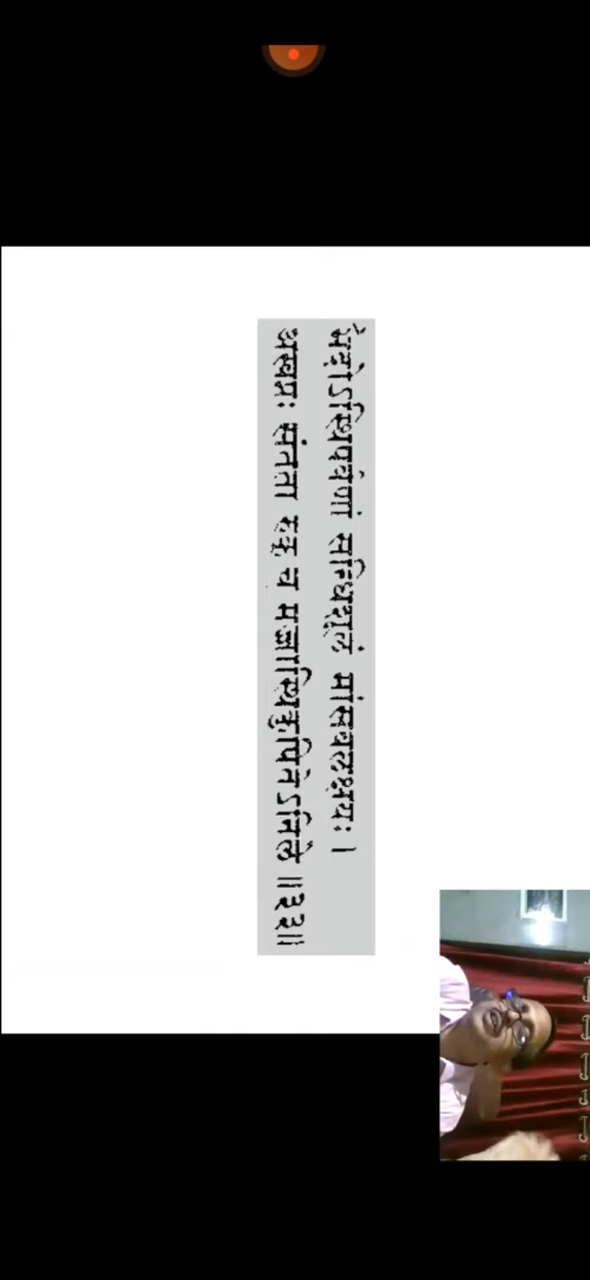 भेदोऽस्थिपर्वणां सन्धिशूलं मांसबलक्षयः ।
अस्वप्नः संतता रुक् च मज्जास्थिकुपितेऽनिले ॥३३॥